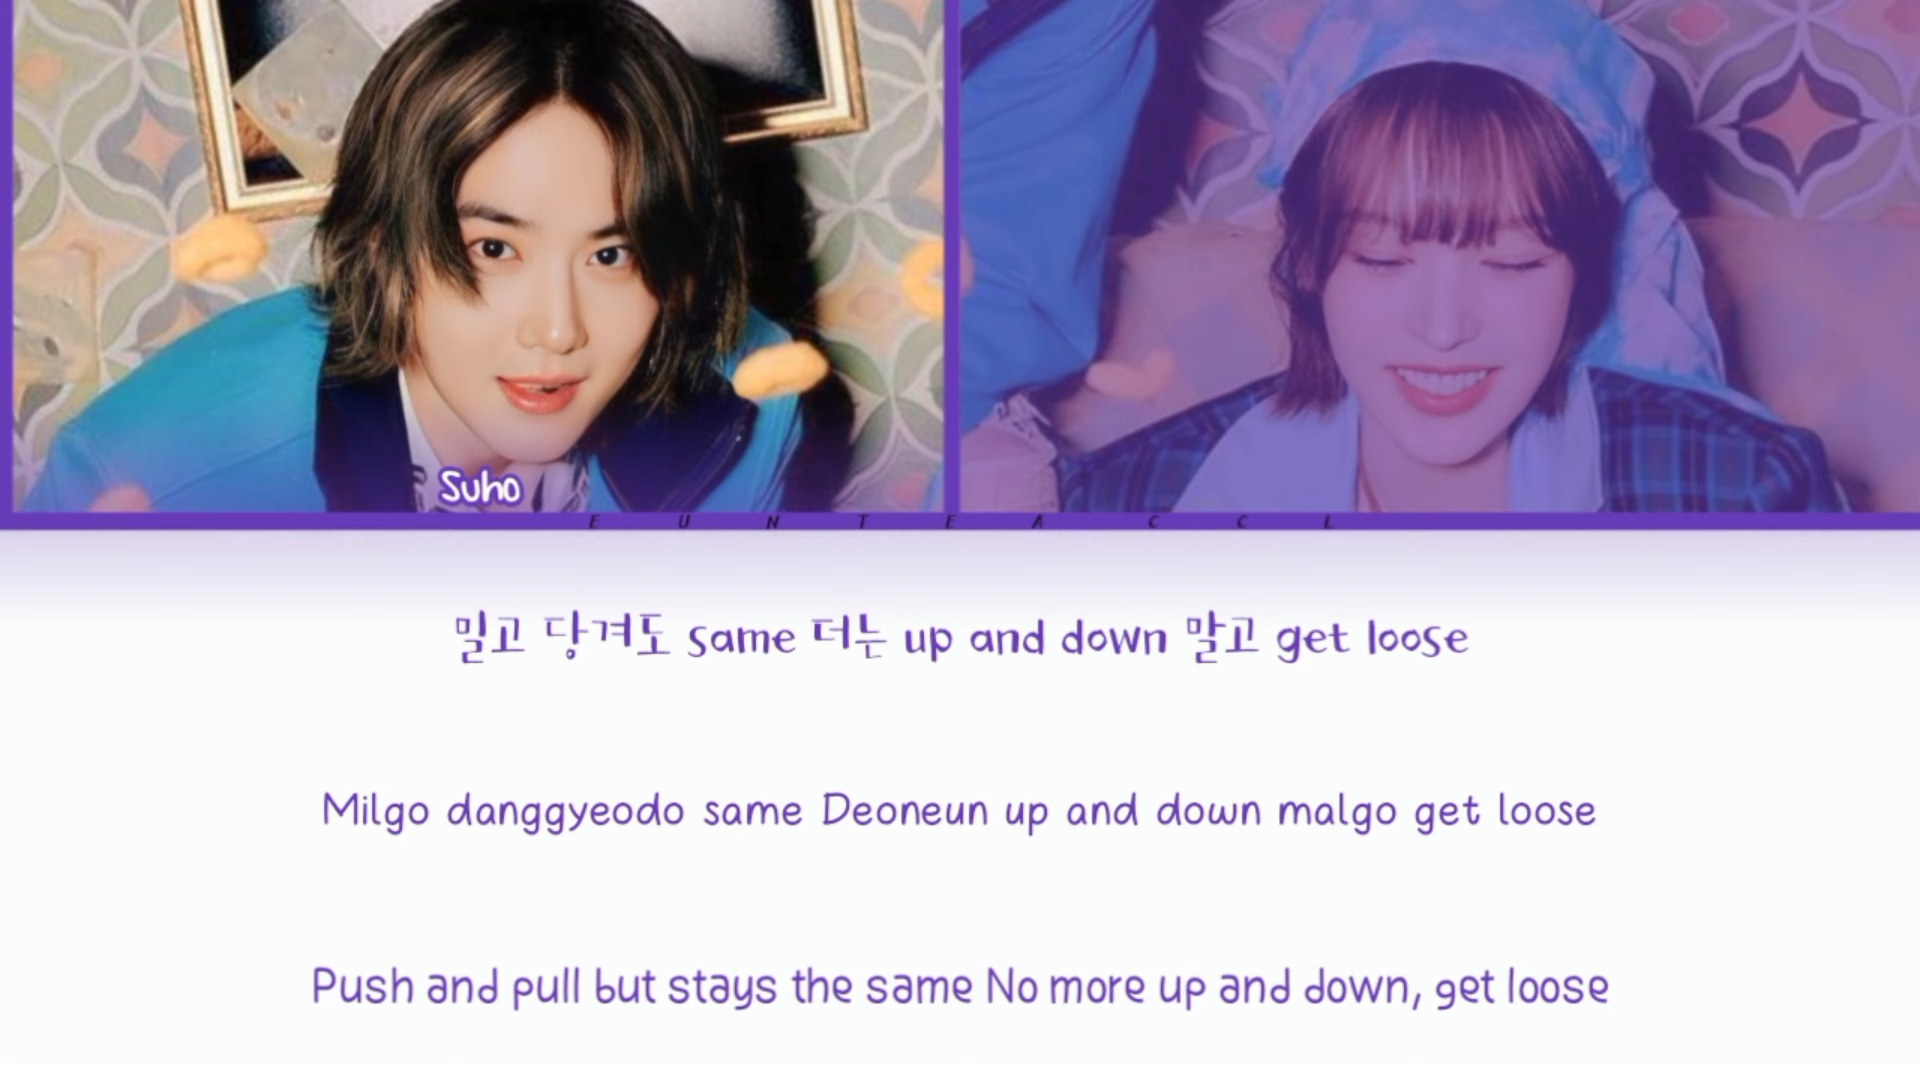 Suho
E U N T E A C C L
밀고 당겨도 same 더는 up and down 말고 get loose
Milgo danggyeodo same Deoneun up and down malgo get loose
Push and pull but stays the same No more up and down, get loose